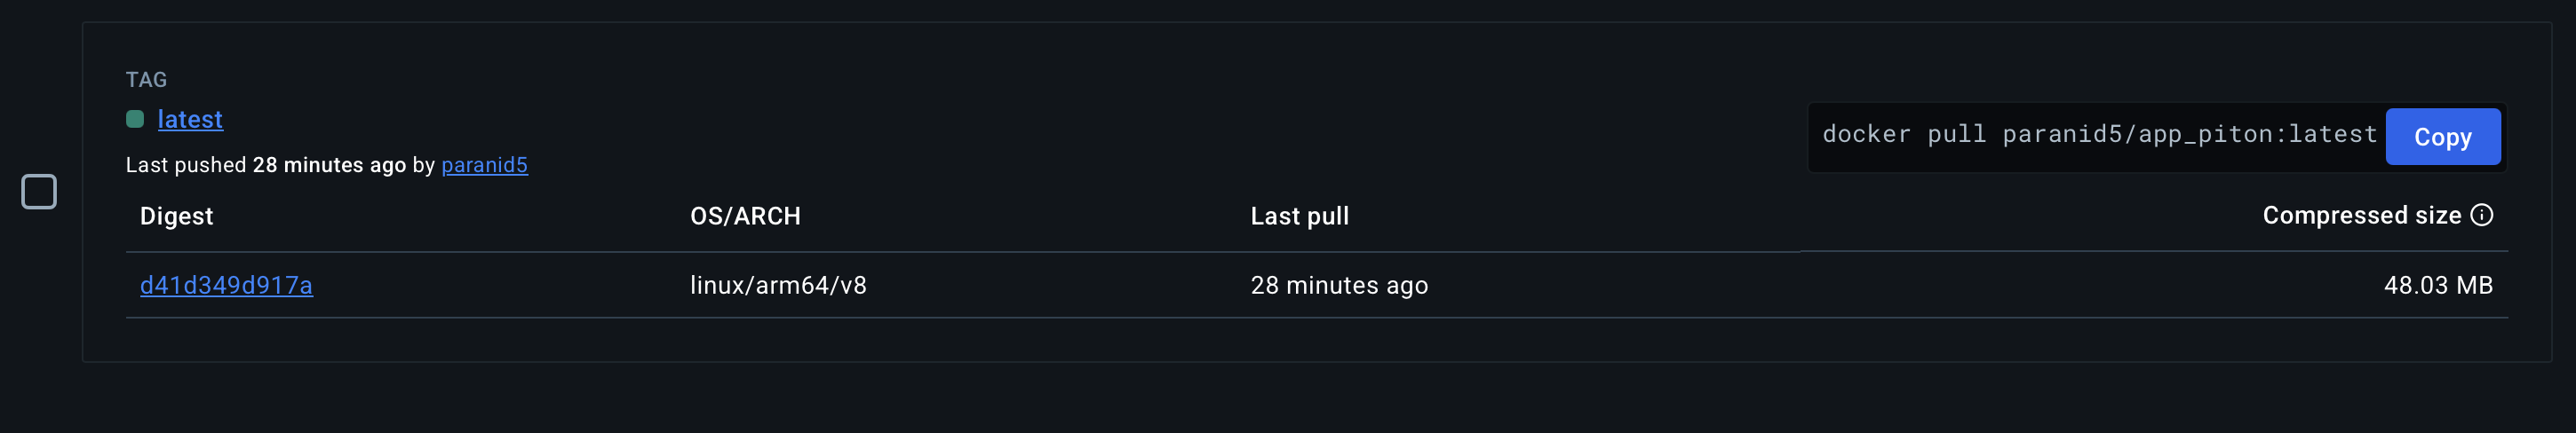 TAG
latest
Last pushed 28 minutes ago by paranid5
docker pull paranid5/app_piton:latest
Copy
Digest OS/ARCH Last pull Compressed size
d41d349d917a linux/arm64/v8 28 minutes ago 48.03 MB